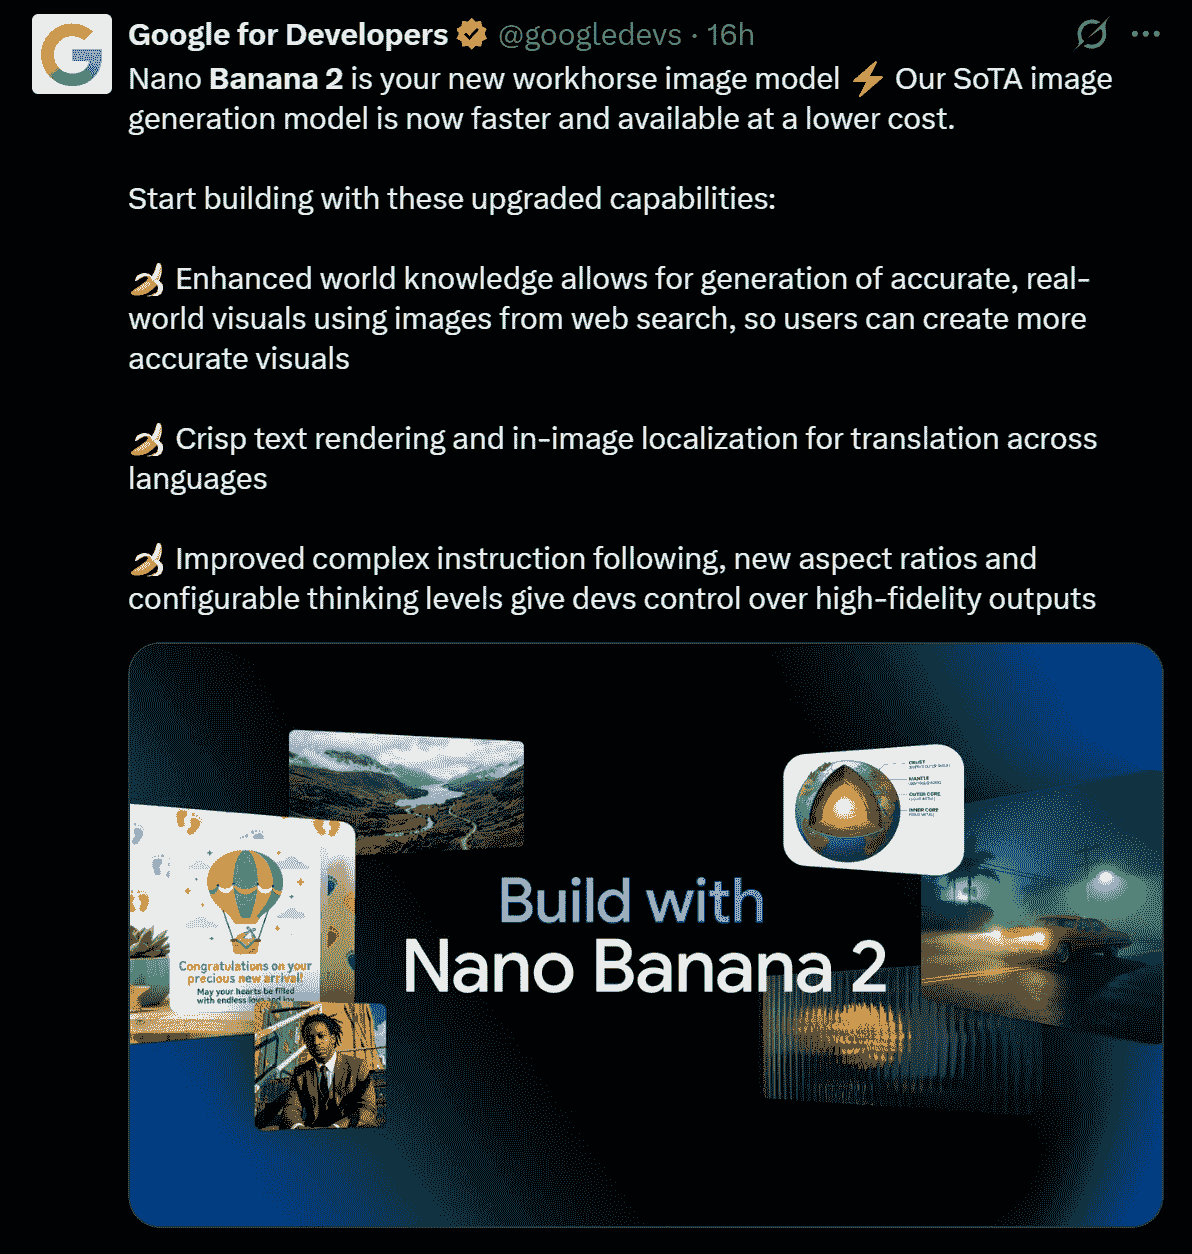 Google for Developers @googledevs · 16h
Nano Banana 2 is your new workhorse image model ⚡ Our SoTA image
generation model is now faster and available at a lower cost.
Start building with these upgraded capabilities:
🍌 Enhanced world knowledge allows for generation of accurate, real-
world visuals using images from web search, so users can create more
accurate visuals
🍌 Crisp text rendering and in-image localization for translation across
languages
🍌 Improved complex instruction following, new aspect ratios and
configurable thinking levels give devs control over high-fidelity outputs
CRUST
MANTLE
OUTER CORE
INNER CORE
Build with
Nano Banana 2
Congratulations on your
precious new arrival!
May your hearts be filled
with endless love and joy